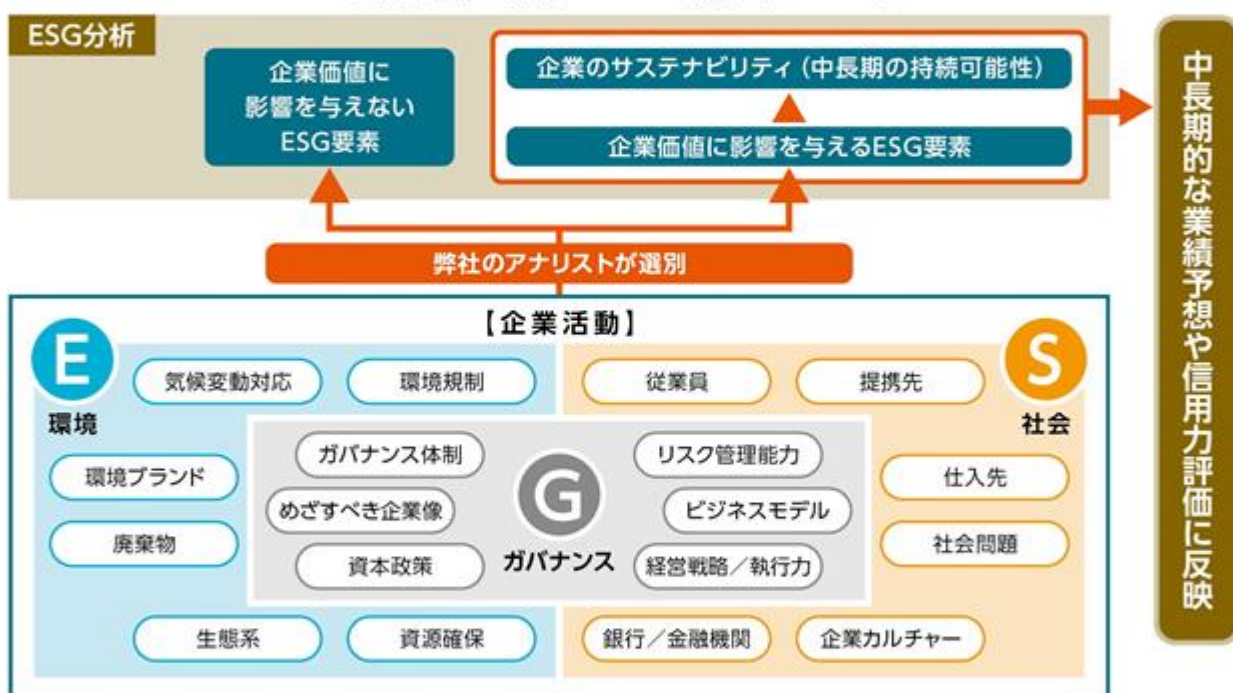 ESG分析
企業価値に
影響を与えない
ESG要素
企業のサステナビリティ（中長期の持続可能性）
企業価値に影響を与えるESG要素
中長期的な業績予想や信用力評価に反映
弊社のアナリストが選別
【企業活動】
E
環境
S
社会
気候変動対応
環境規制
従業員
提携先
環境ブランド
廃棄物
ガバナンス体制
めざすべき企業像
資本政策
G
ガバナンス
リスク管理能力
ビジネスモデル
経営戦略／執行力
仕入先
社会問題
生態系
資源確保
銀行／金融機関
企業カルチャー